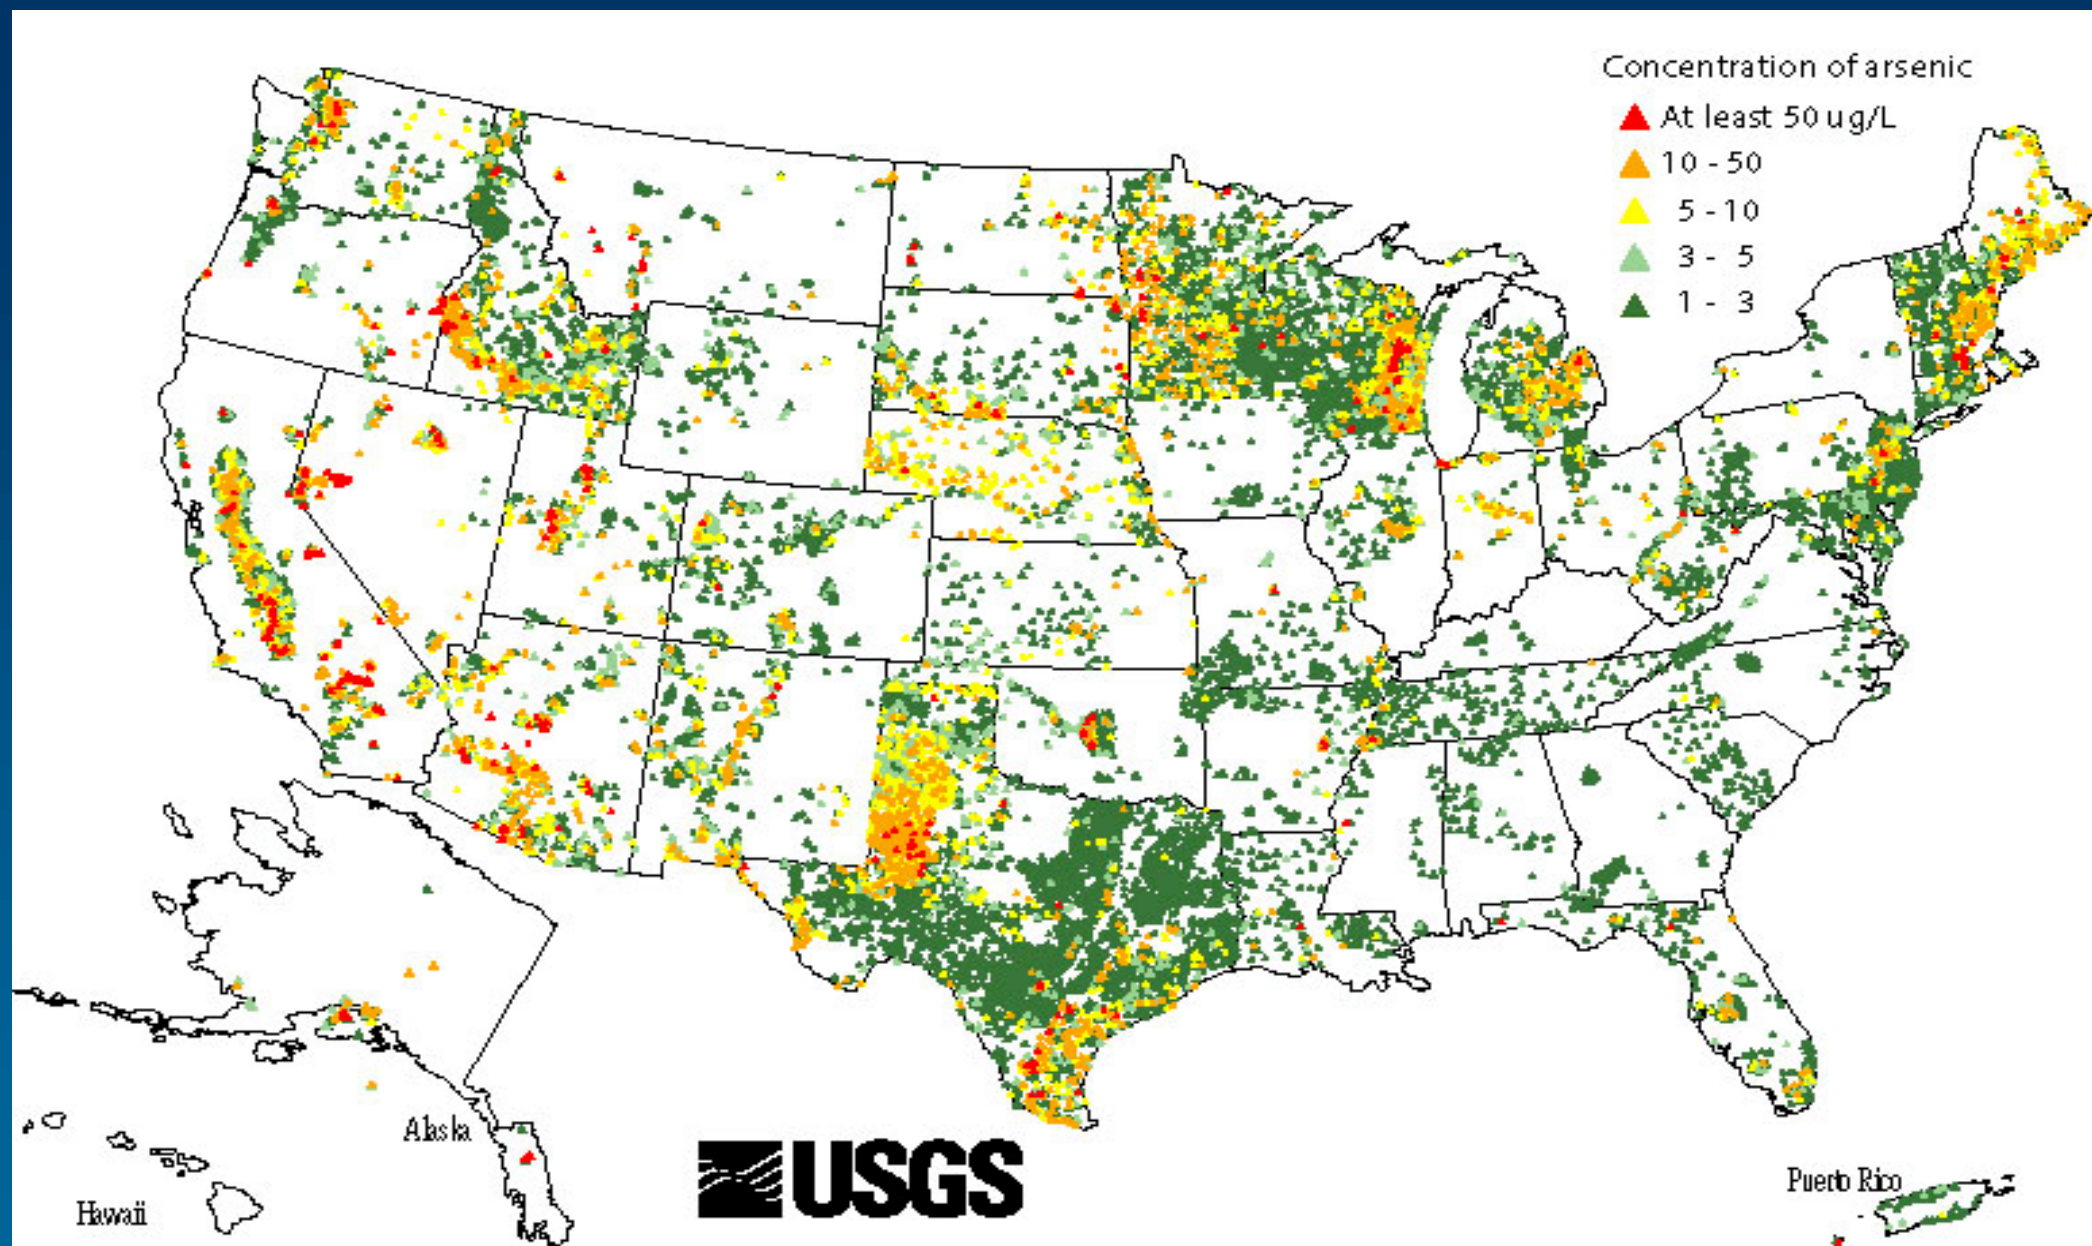 Concentration of arsenic
At least 50 ug/L
10 - 50
5 - 10
3 - 5
1 - 3
Alaska
Hawaii
USGS
Puerto Rico